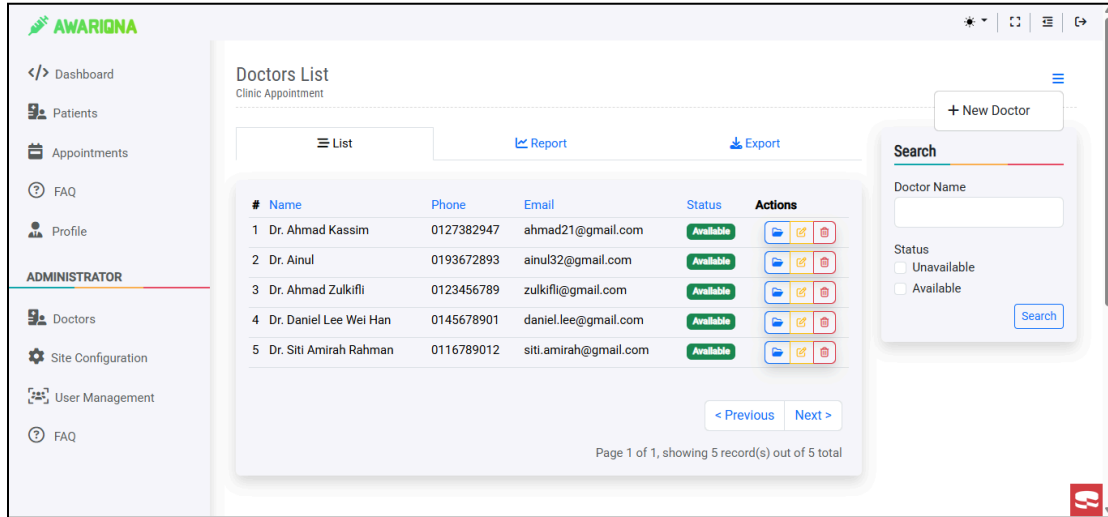 AWARIQNA
</> Dashboard
Patients
Appointments
? FAQ
Profile
ADMINISTRATOR
Doctors
Site Configuration
User Management
? FAQ
Doctors List
Clinic Appointment
+ New Doctor
List Report Export
# Name Phone Email Status Actions
1 Dr. Ahmad Kassim 0127382947 ahmad21@gmail.com Available
2 Dr. Ainul 0193672893 ainul32@gmail.com Available
3 Dr. Ahmad Zulkifli 0123456789 zulkifli@gmail.com Available
4 Dr. Daniel Lee Wei Han 0145678901 daniel.lee@gmail.com Available
5 Dr. Siti Amirah Rahman 0116789012 siti.amirah@gmail.com Available
< Previous Next >
Page 1 of 1, showing 5 record(s) out of 5 total
Search
Doctor Name
Status
Unavailable
Available
Search